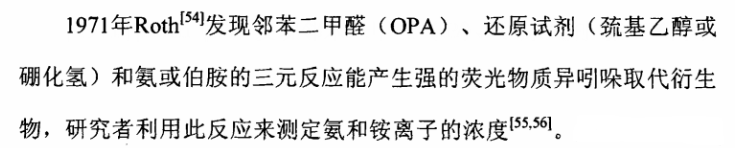 1971年Roth[54]发现邻苯二甲醛（OPA）、还原试剂（巯基乙醇或
硼化氢）和氨或伯胺的三元反应能产生强的荧光物质异吲哚取代衍生
物，研究者利用此反应来测定氨和铵离子的浓度[55,56]。